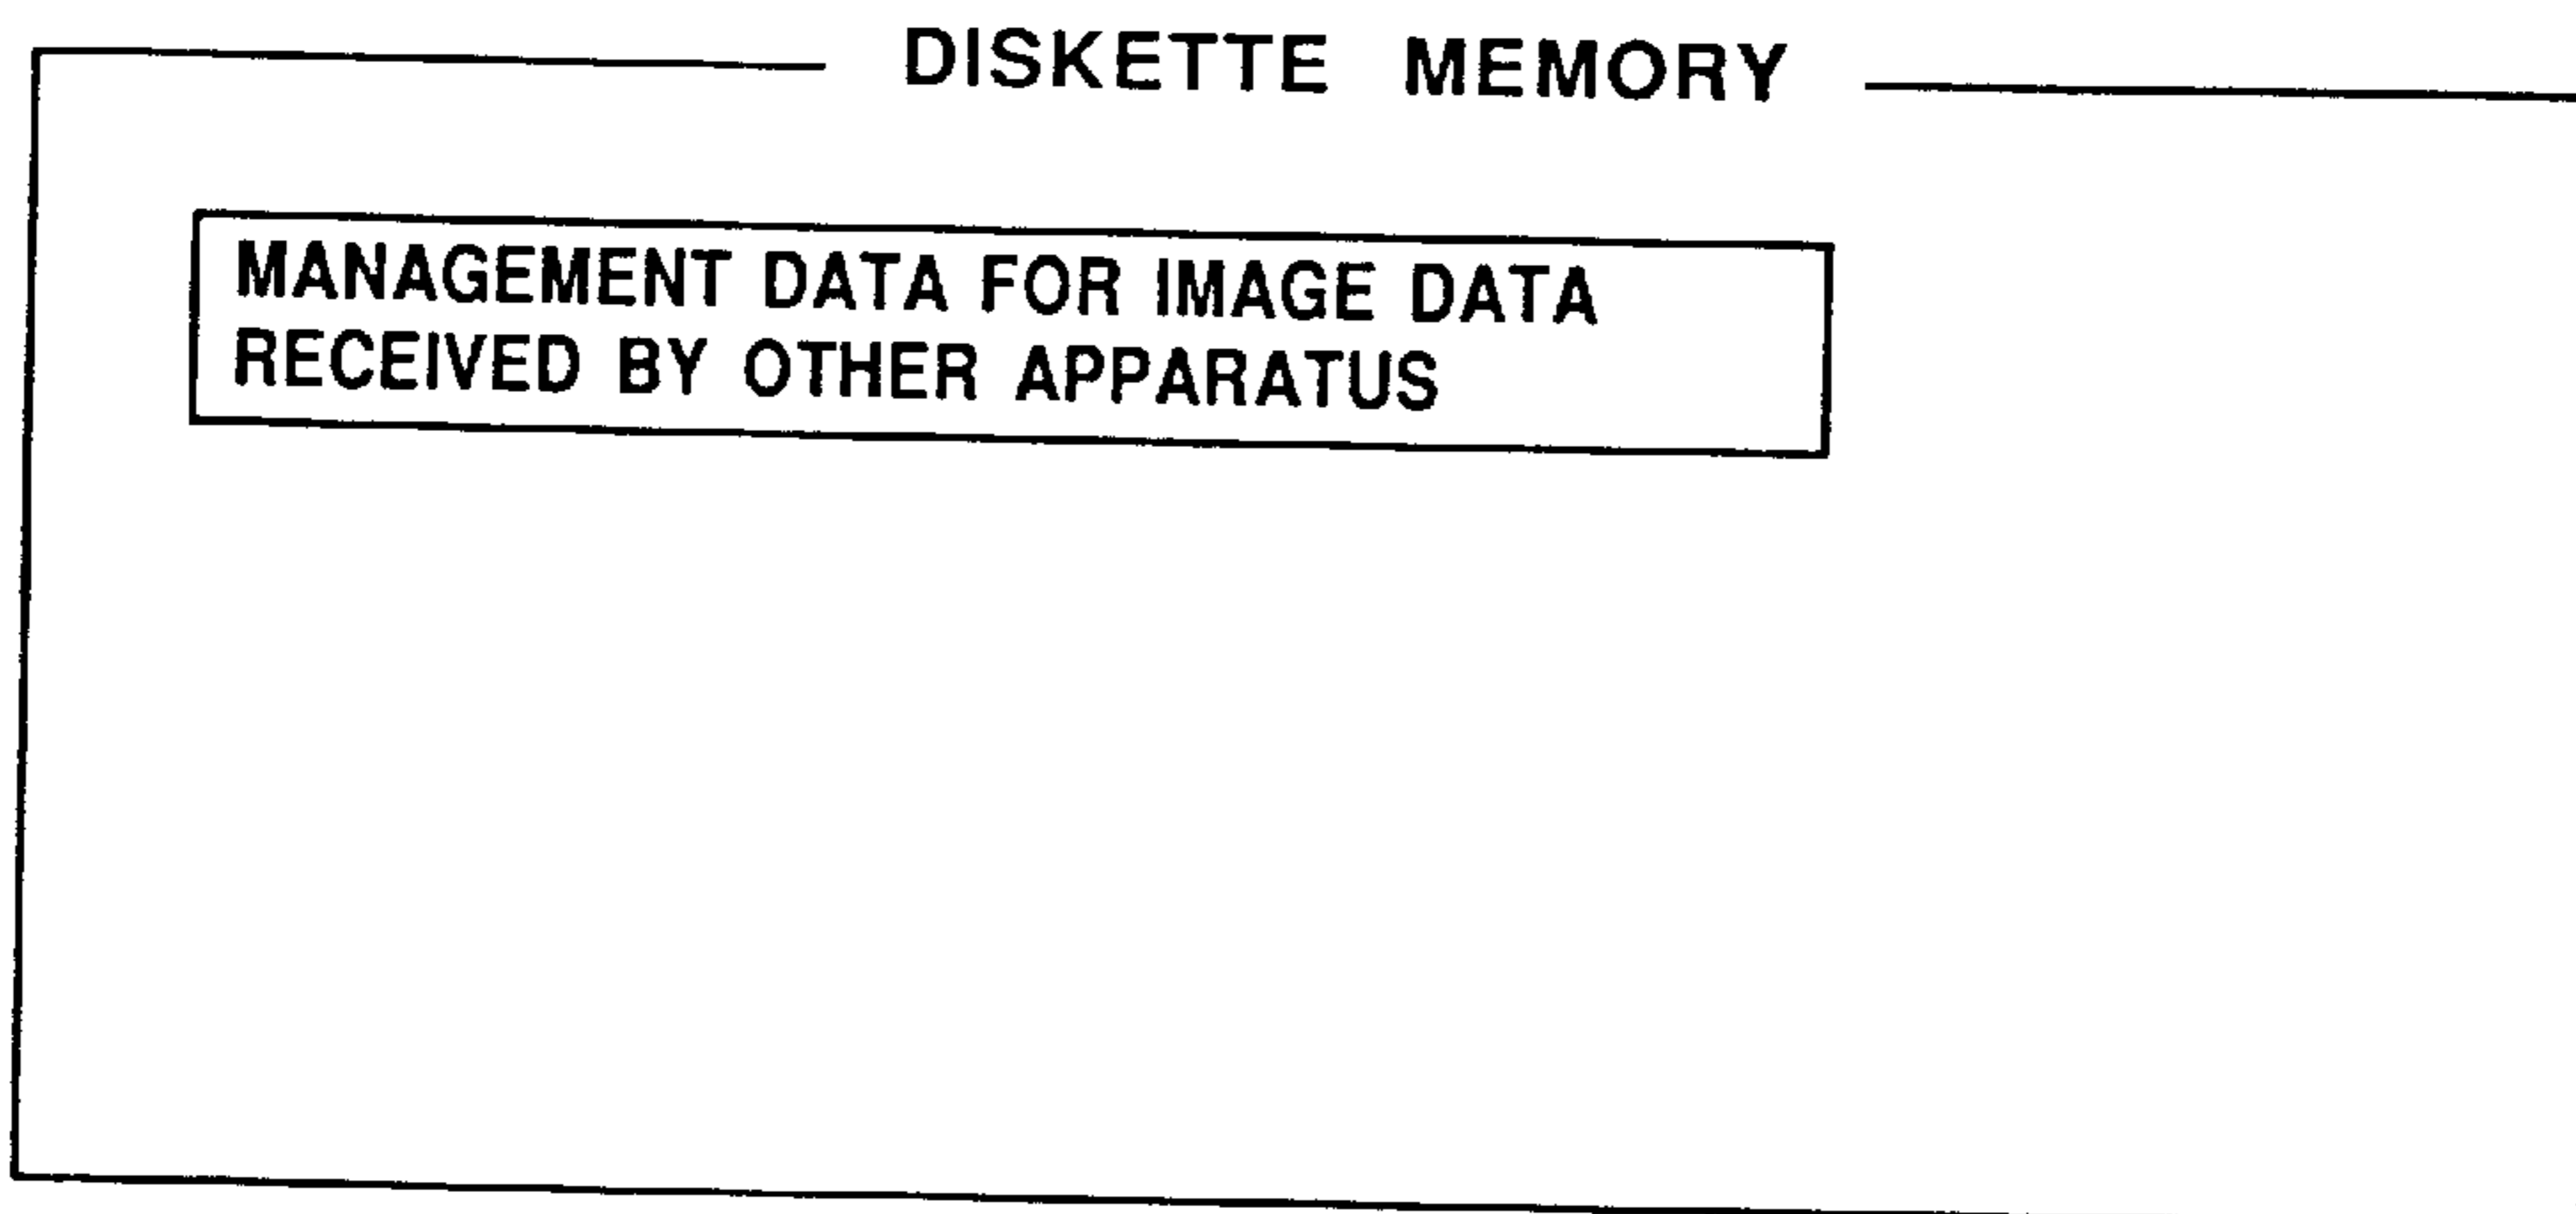 DISKETTE MEMORY
MANAGEMENT DATA FOR IMAGE DATA
RECEIVED BY OTHER APPARATUS